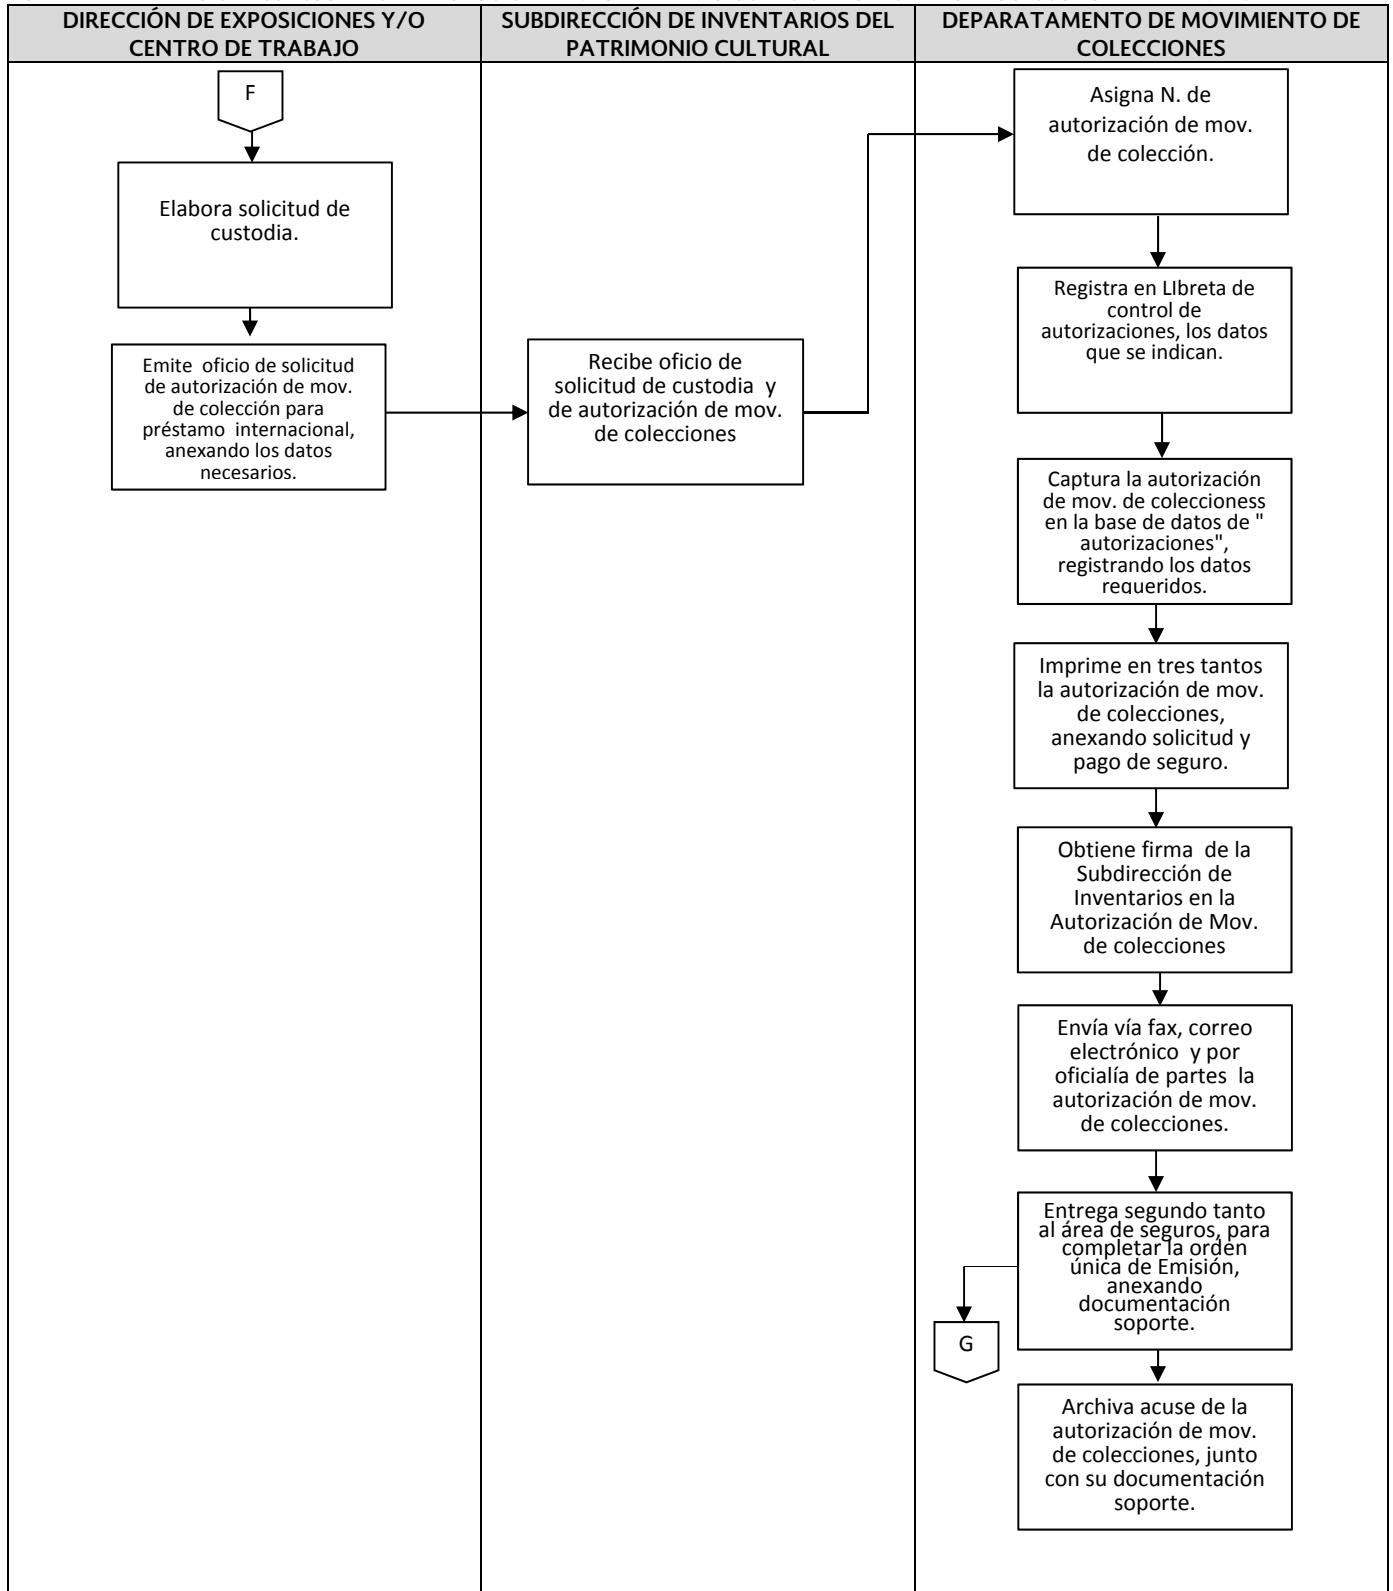 DIRECCIÓN DE EXPOSICIONES Y/O
CENTRO DE TRABAJO
SUBDIRECCIÓN DE INVENTARIOS DEL
PATRIMONIO CULTURAL
DEPARATAMENTO DE MOVIMIENTO DE
COLECCIONES
F
Elabora solicitud de
custodia.
Emite oficio de solicitud
de autorización de mov.
de colección para
préstamo internacional,
anexando los datos
necesarios.
Recibe oficio de
solicitud de custodia y
de autorización de mov.
de colecciones
Asigna N. de
autorización de mov.
de colección.
Registra en LIbreta de
control de
autorizaciones, los datos
que se indican.
Captura la autorización
de mov. de coleccioness
en la base de datos de "
autorizaciones",
registrando los datos
requeridos.
Imprime en tres tantos
la autorización de mov.
de colecciones,
anexando solicitud y
pago de seguro.
Obtiene firma de la
Subdirección de
Inventarios en la
Autorización de Mov.
de colecciones
Envía vía fax, correo
electrónico y por
oficialía de partes la
autorización de mov.
de colecciones.
Entrega segundo tanto
al área de seguros, para
completar la orden
única de Emisión,
anexando
documentación
soporte.
G
Archiva acuse de la
autorización de mov.
de colecciones, junto
con su documentación
soporte.